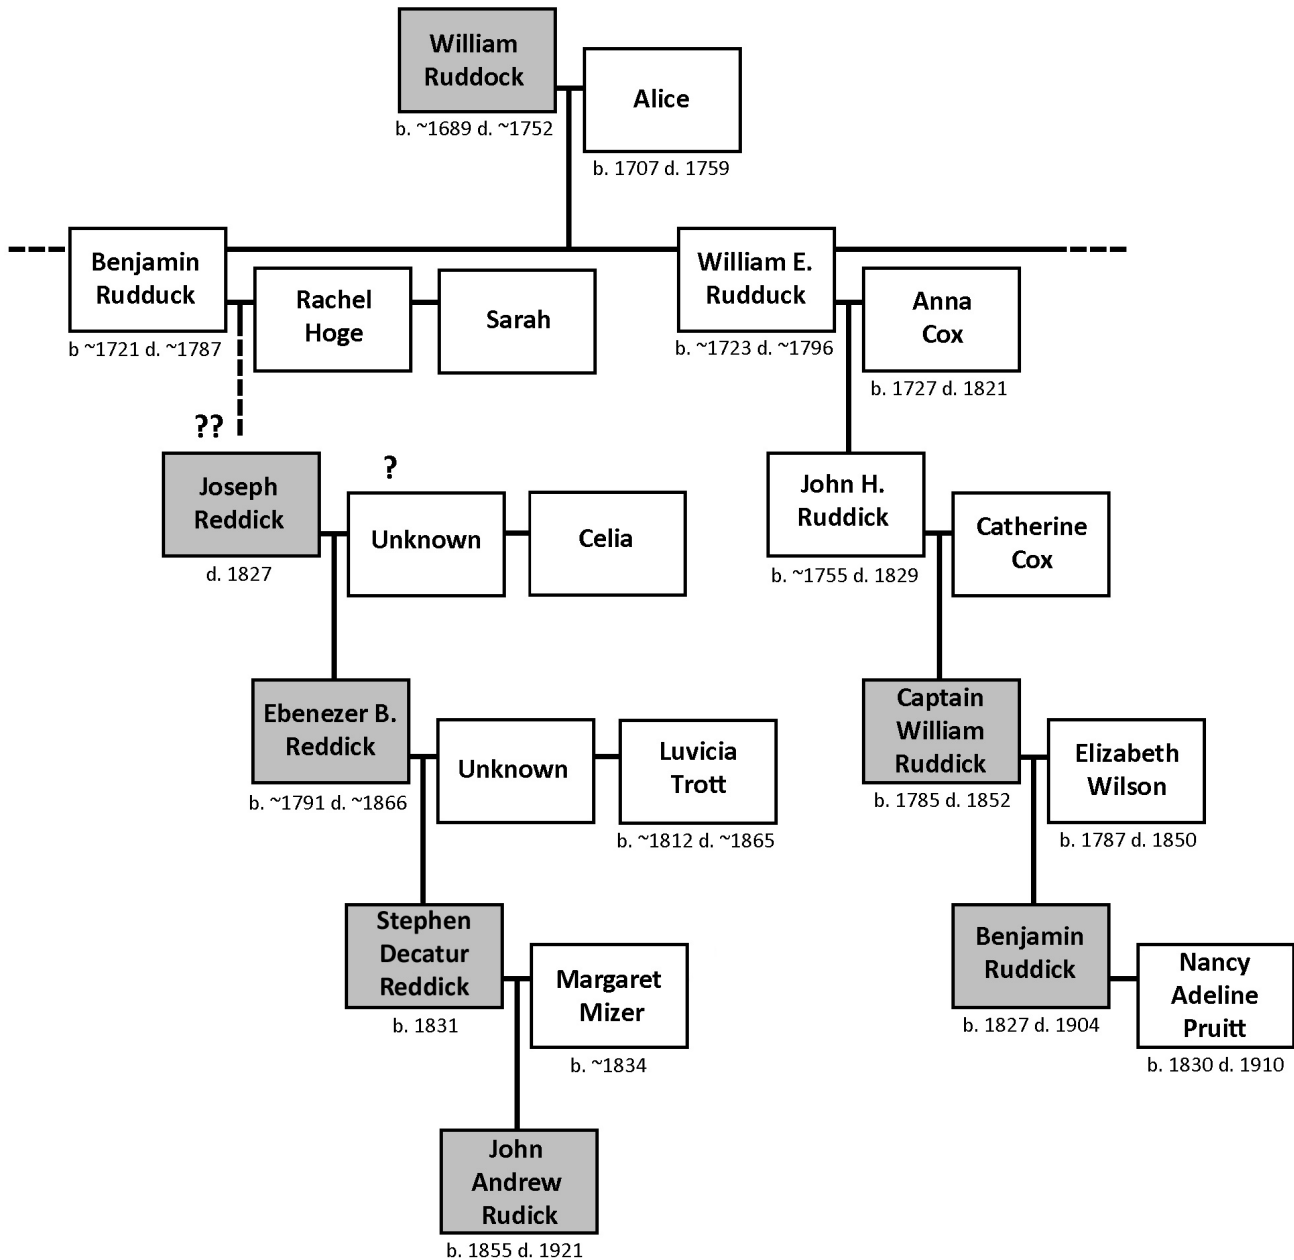 William
Ruddock
b. ~1689 d. ~1752
Alice
b. 1707 d. 1759
Benjamin
Rudduck
b ~1721 d. ~1787
Rachel
Hoge
Sarah
William E.
Rudduck
b. ~1723 d. ~1796
Anna
Cox
b. 1727 d. 1821
??
Joseph
Reddick
d. 1827
?
Unknown
Celia
John H.
Ruddick
b. ~1755 d. 1829
Catherine
Cox
Ebenezer B.
Reddick
b. ~1791 d. ~1866
Unknown
Luvicia
Trott
b. ~1812 d. ~1865
Captain
William
Ruddick
b. 1785 d. 1852
Elizabeth
Wilson
b. 1787 d. 1850
Stephen
Decatur
Reddick
b. 1831
Margaret
Mizer
b. ~1834
Benjamin
Ruddick
b. 1827 d. 1904
Nancy
Adeline
Pruitt
b. 1830 d. 1910
John
Andrew
Rudick
b. 1855 d. 1921